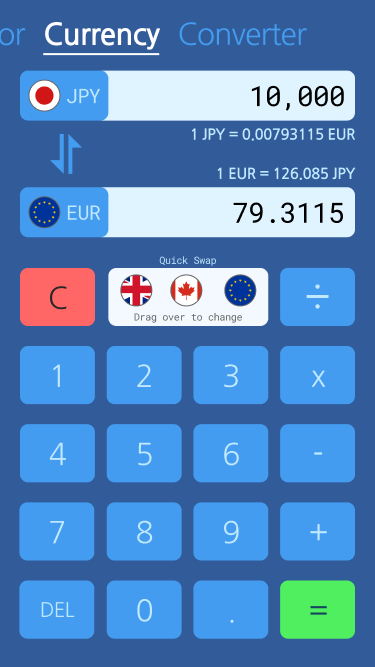 or Currency Converter
JPY 10,000
1 JPY = 0.00793115 EUR
1 EUR = 126.085 JPY
EUR 79.3115
Quick Swap
C ÷
Drag over to change
1 2 3 x
4 5 6 -
7 8 9 +
DEL 0 . =